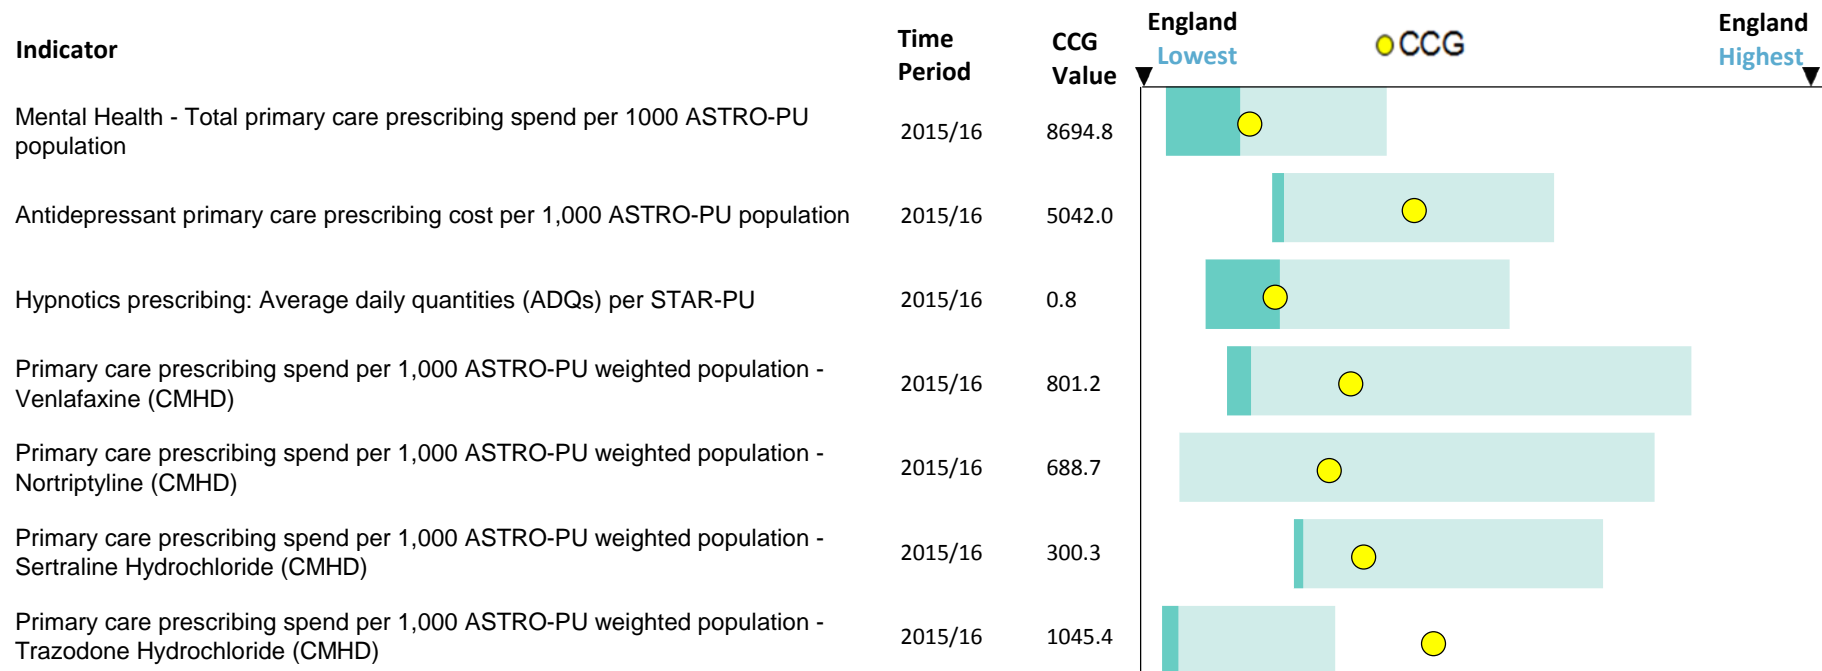 Indicator
Time
Period
CCG
Value
England
Lowest
CCG
England
Highest
Mental Health - Total primary care prescribing spend per 1000 ASTRO-PU
population
2015/16
8694.8
Antidepressant primary care prescribing cost per 1,000 ASTRO-PU population
2015/16
5042.0
Hypnotics prescribing: Average daily quantities (ADQs) per STAR-PU
2015/16
0.8
Primary care prescribing spend per 1,000 ASTRO-PU weighted population -
Venlafaxine (CMHD)
2015/16
801.2
Primary care prescribing spend per 1,000 ASTRO-PU weighted population -
Nortriptyline (CMHD)
2015/16
688.7
Primary care prescribing spend per 1,000 ASTRO-PU weighted population -
Sertraline Hydrochloride (CMHD)
2015/16
300.3
Primary care prescribing spend per 1,000 ASTRO-PU weighted population -
Trazodone Hydrochloride (CMHD)
2015/16
1045.4